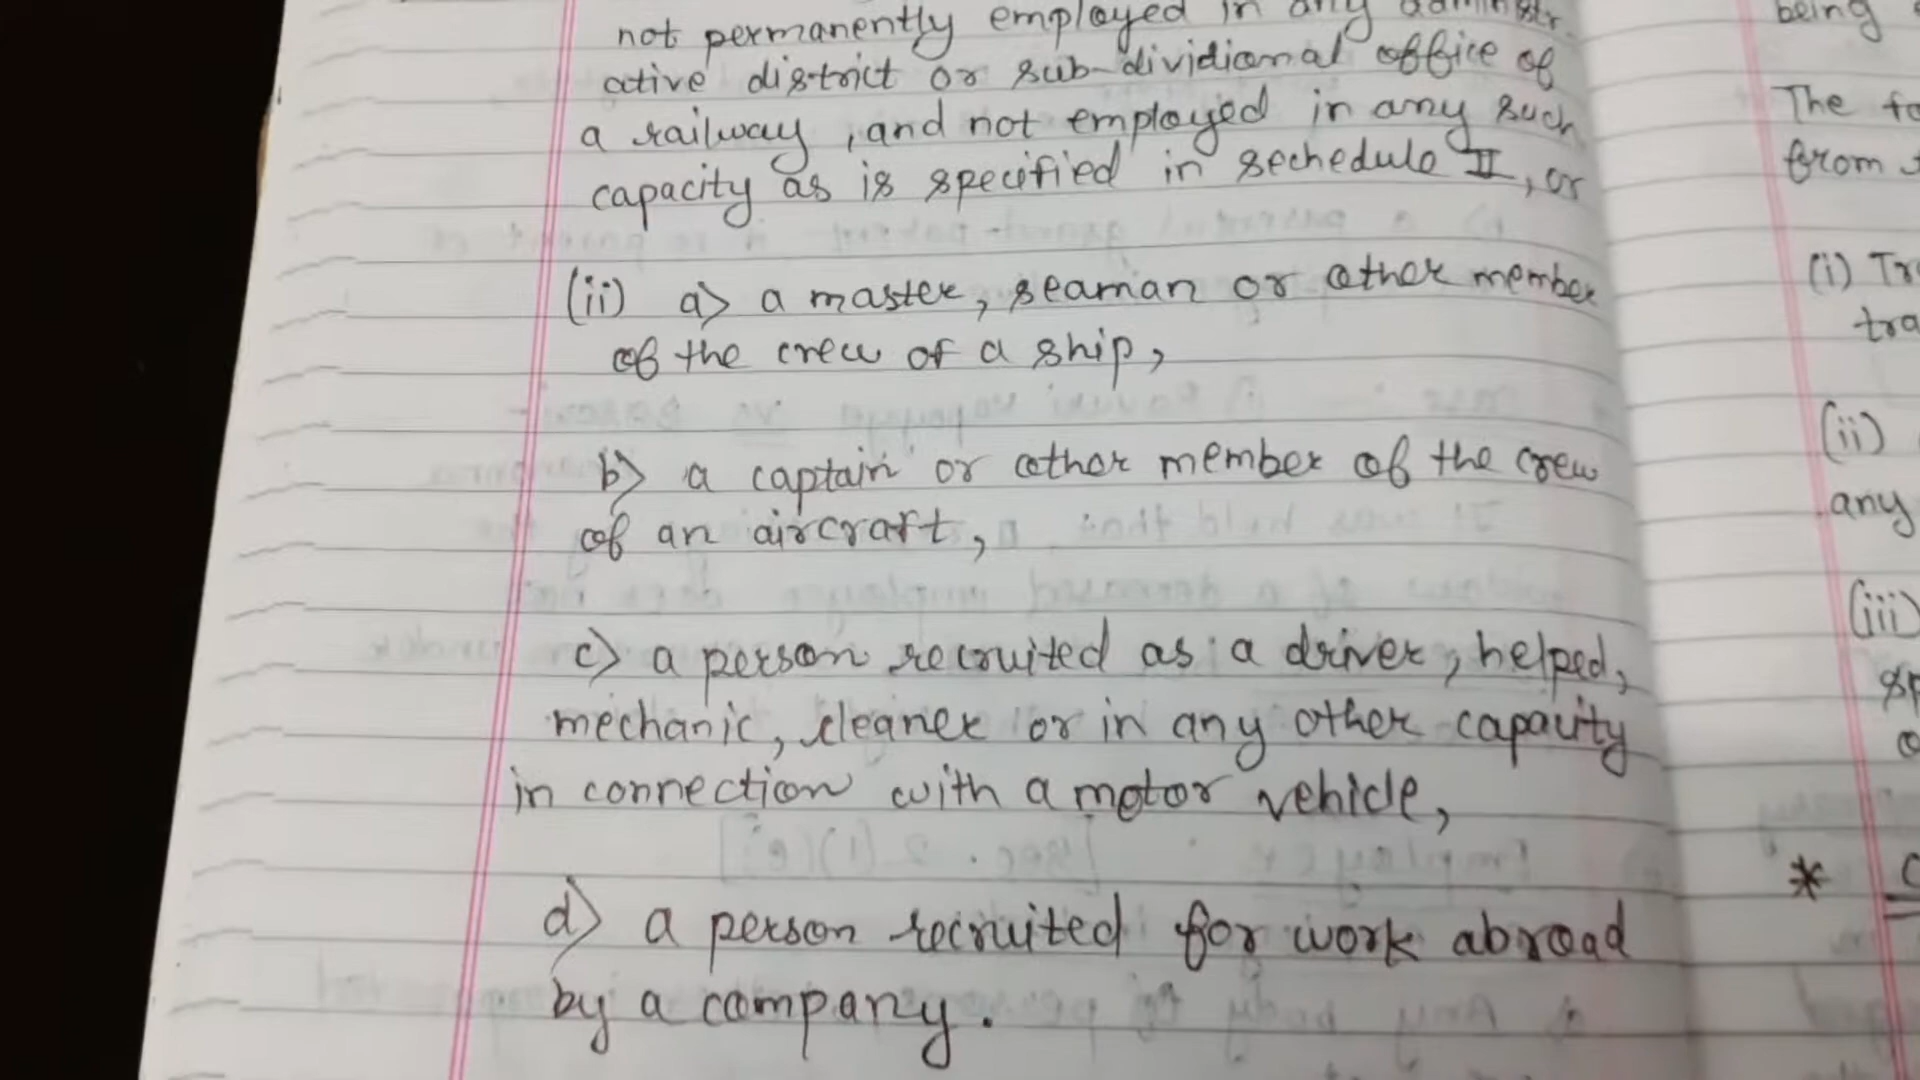 not permanently employed in any administr
ative district or sub-dividional office of
a railway, and not employed in any such
capacity as is specified in sechedule II, or
(ii) a) a master, seaman or other member
of the crew of a ship,
b) a captain or other member of the crew
of an aircraft,
c) a person recruited as a driver, helped,
mechanic, cleaner or in any other capacity
in connection with a motor vehicle,
d) a person recruited for work abroad
by a company.
being
The fo
from
(i) Tr
tra
(ii)
any
(iii)
sp
*